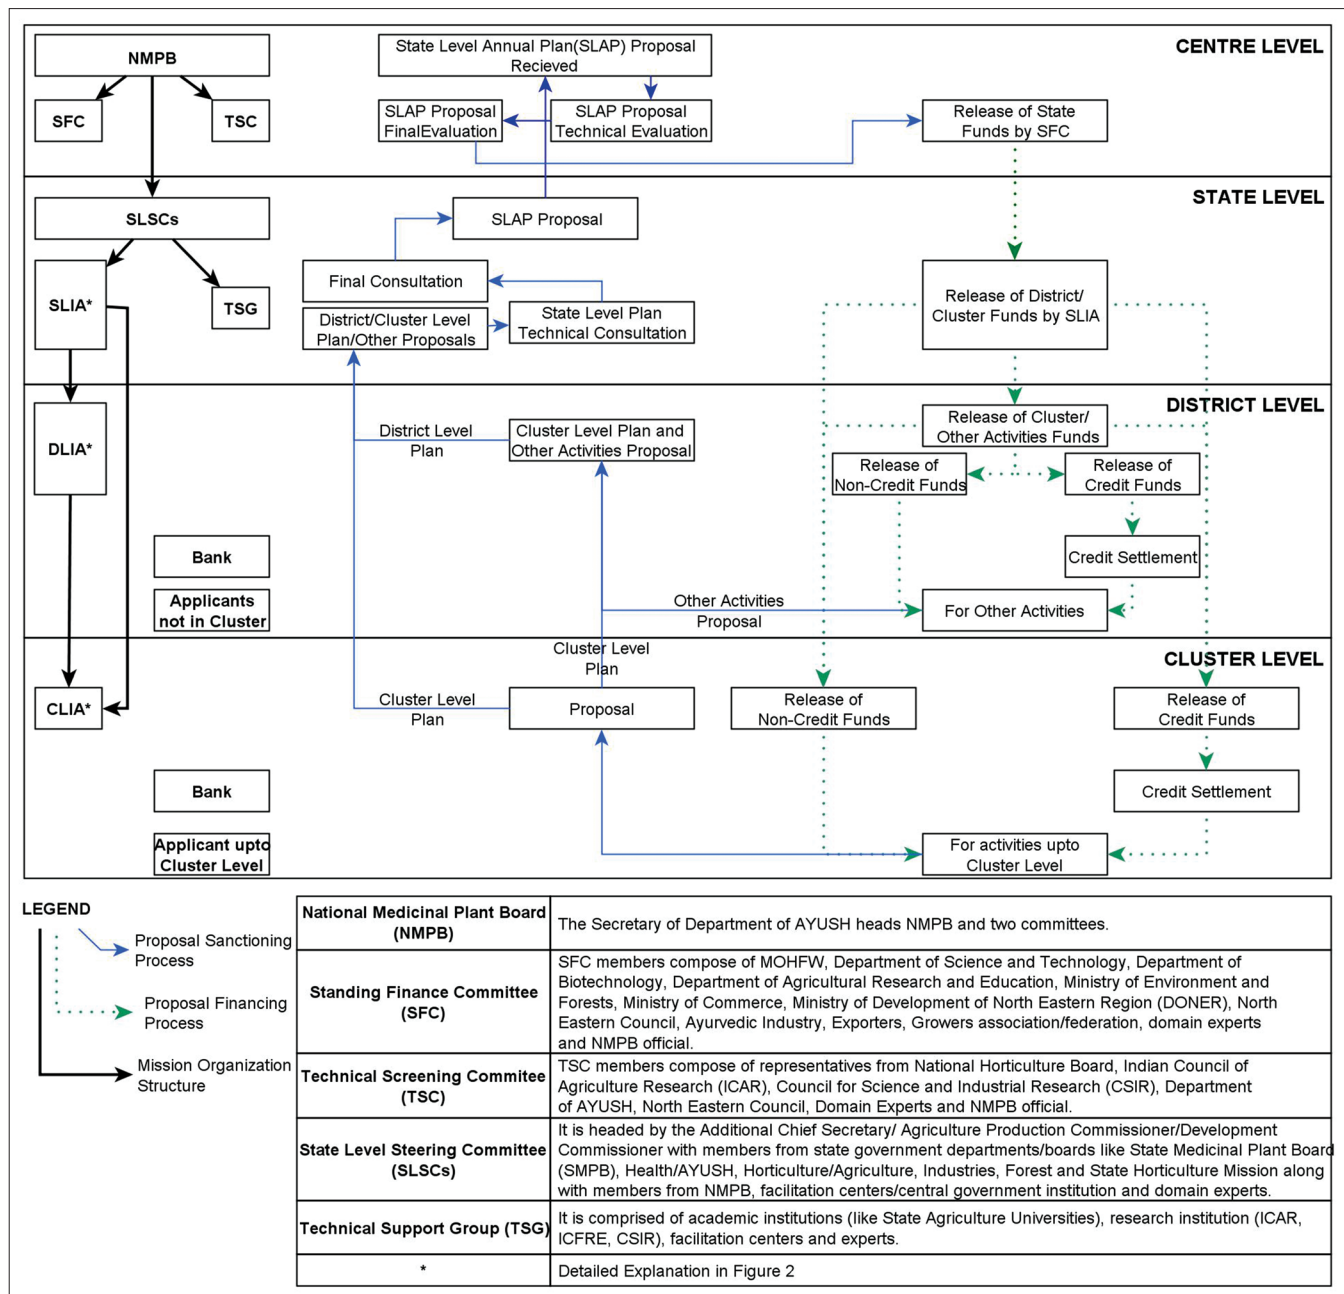 CENTRE LEVEL
NMPB
SFC
TSC
State Level Annual Plan(SLAP) Proposal
Recieved
SLAP Proposal
FinalEvaluation
SLAP Proposal
Technical Evaluation
Release of State
Funds by SFC
STATE LEVEL
SLSCs
SLIA*
TSG
SLAP Proposal
Final Consultation
District/Cluster Level
Plan/Other Proposals
State Level Plan
Technical Consultation
Release of District/
Cluster Funds by SLIA
DISTRICT LEVEL
DLIA*
Bank
Applicants
not in Cluster
District Level
Plan
Cluster Level Plan and
Other Activities Proposal
Release of Cluster/
Other Activities Funds
Release of
Non-Credit Funds
Release of
Credit Funds
Credit Settlement
Other Activities
Proposal
For Other Activities
CLUSTER LEVEL
CLIA*
Bank
Applicant upto
Cluster Level
Cluster Level
Plan
Cluster Level
Plan
Proposal
Release of
Non-Credit Funds
Release of
Credit Funds
Credit Settlement
For activities upto
Cluster Level
LEGEND
Proposal Sanctioning
Process
Proposal Financing
Process
Mission Organization
Structure
National Medicinal Plant Board
(NMPB)
The Secretary of Department of AYUSH heads NMPB and two committees.
Standing Finance Committee
(SFC)
SFC members compose of MOHFW, Department of Science and Technology, Department of
Biotechnology, Department of Agricultural Research and Education, Ministry of Environment and
Forests, Ministry of Commerce, Ministry of Development of North Eastern Region (DONER), North
Eastern Council, Ayurvedic Industry, Exporters, Growers association/federation, domain experts
and NMPB official.
Technical Screening Commitee
(TSC)
TSC members compose of representatives from National Horticulture Board, Indian Council of
Agriculture Research (ICAR), Council for Science and Industrial Research (CSIR), Department
of AYUSH, North Eastern Council, Domain Experts and NMPB official.
State Level Steering Committee
(SLSCs)
It is headed by the Additional Chief Secretary/ Agriculture Production Commissioner/Development
Commissioner with members from state government departments/boards like State Medicinal Plant Board
(SMPB), Health/AYUSH, Horticulture/Agriculture, Industries, Forest and State Horticulture Mission along
with members from NMPB, facilitation centers/central government institution and domain experts.
Technical Support Group (TSG)
It is comprised of academic institutions (like State Agriculture Universities), research institution (ICAR,
ICFRE, CSIR), facilitation centers and experts.
*
Detailed Explanation in Figure 2